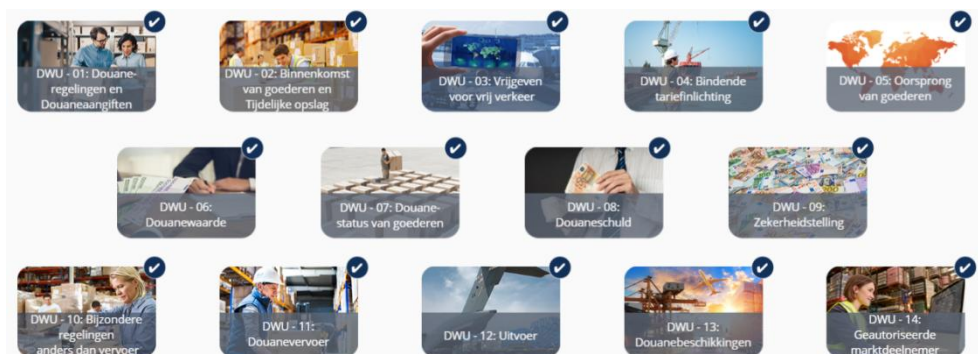 DWU - 01: Douane-
regelingen en
Douaneaangiften
DWU - 02: Binnenkomst
van goederen en
Tijdelijke opslag
DWU - 03: Vrijgeven
voor vrij verkeer
DWU - 04: Bindende
tariefinlichting
DWU - 05: Oorsprong
van goederen
DWU - 06:
Douanewaarde
DWU - 07: Douane-
status van goederen
DWU - 08:
Douaneschuld
DWU - 09:
Zekerheidstelling
DWU - 10: Bijzondere
regelingen
anders dan vervoer
DWU - 11:
Douanevervoer
DWU - 12: Uitvoer
DWU - 13:
Douanebeschikkingen
DWU - 14:
Geautoriseerde
marktdeelnemer